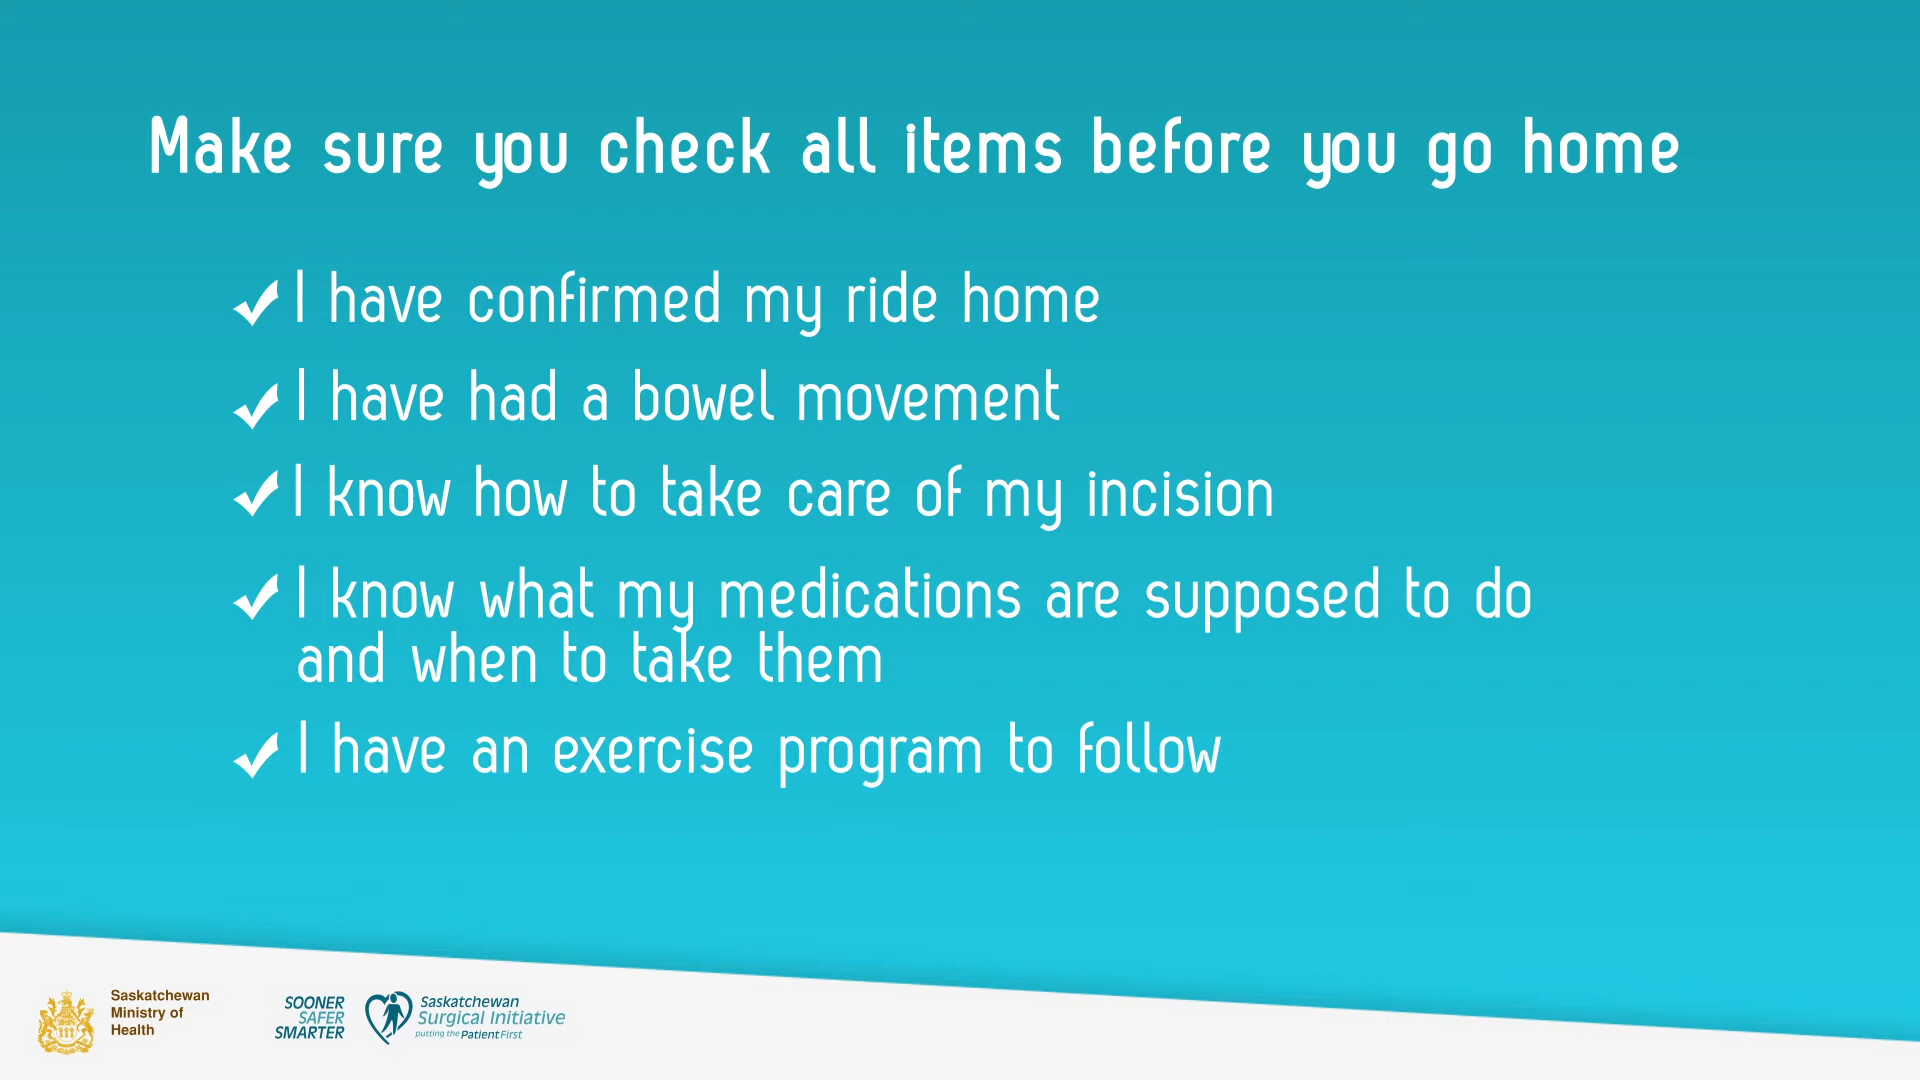 Make sure you check all items before you go home
I have confirmed my ride home
I have had a bowel movement
I know how to take care of my incision
I know what my medications are supposed to do
and when to take them
I have an exercise program to follow
Saskatchewan
Ministry of
Health
SOONER
SAFER
SMARTER
Saskatchewan
Surgical Initiative
putting the Patient First